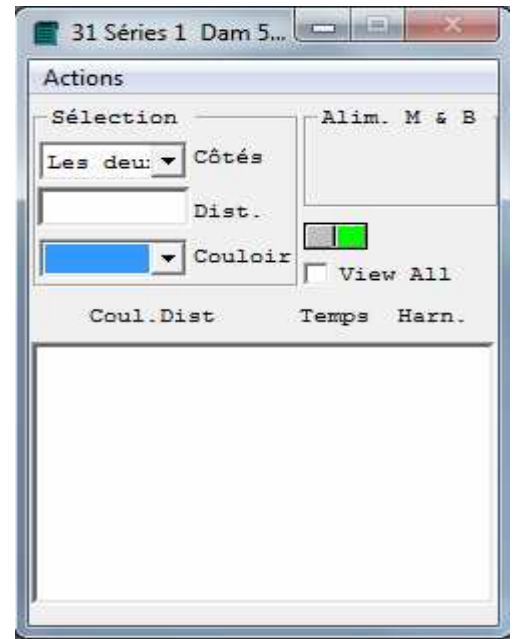 31 Séries 1 Dam 5...
Actions
Sélection
Alim. M & B
Les deu
Côtés
Dist.
Couloir
View All
Coul.Dist Temps Harn.